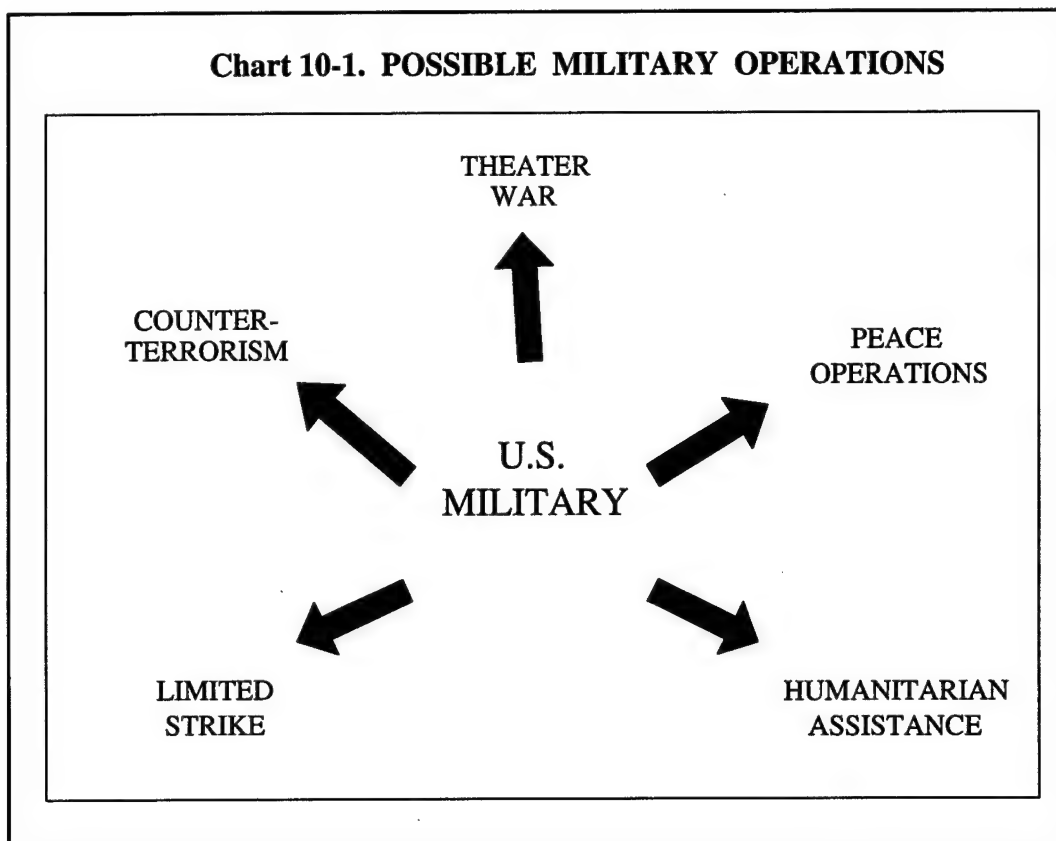 Chart 10-1. POSSIBLE MILITARY OPERATIONS
THEATER
WAR
COUNTER-
TERRORISM
PEACE
OPERATIONS
U.S.
MILITARY
LIMITED
STRIKE
HUMANITARIAN
ASSISTANCE